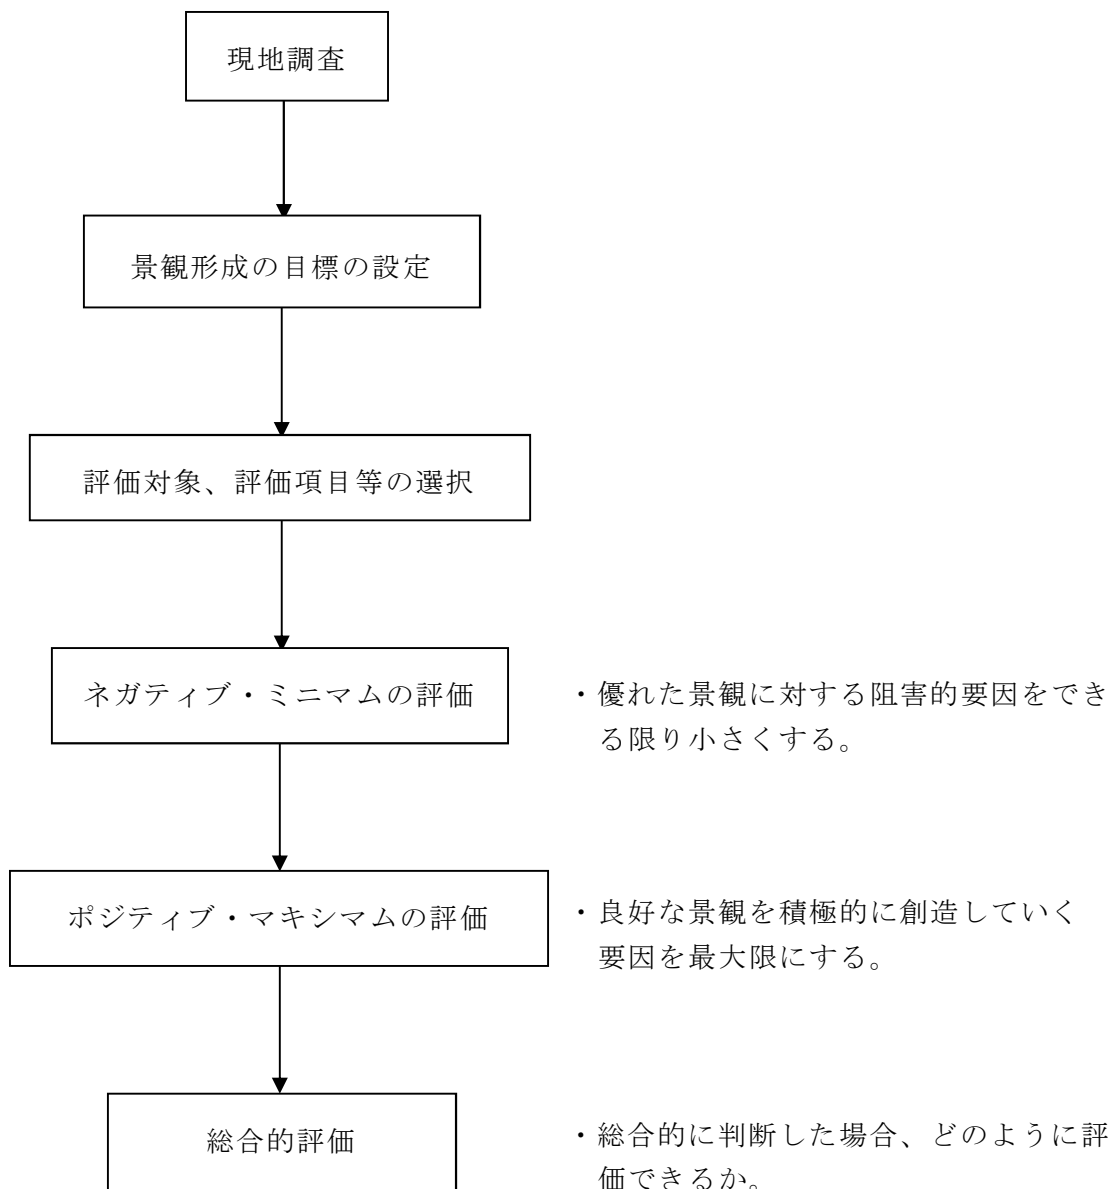 現地調査
景観形成の目標の設定
評価対象、評価項目等の選択
ネガティブ・ミニマムの評価
・優れた景観に対する阻害的要因をでき
る限り小さくする。
ポジティブ・マキシマムの評価
・良好な景観を積極的に創造していく
要因を最大限にする。
総合的評価
・総合的に判断した場合、どのように評
価できるか。